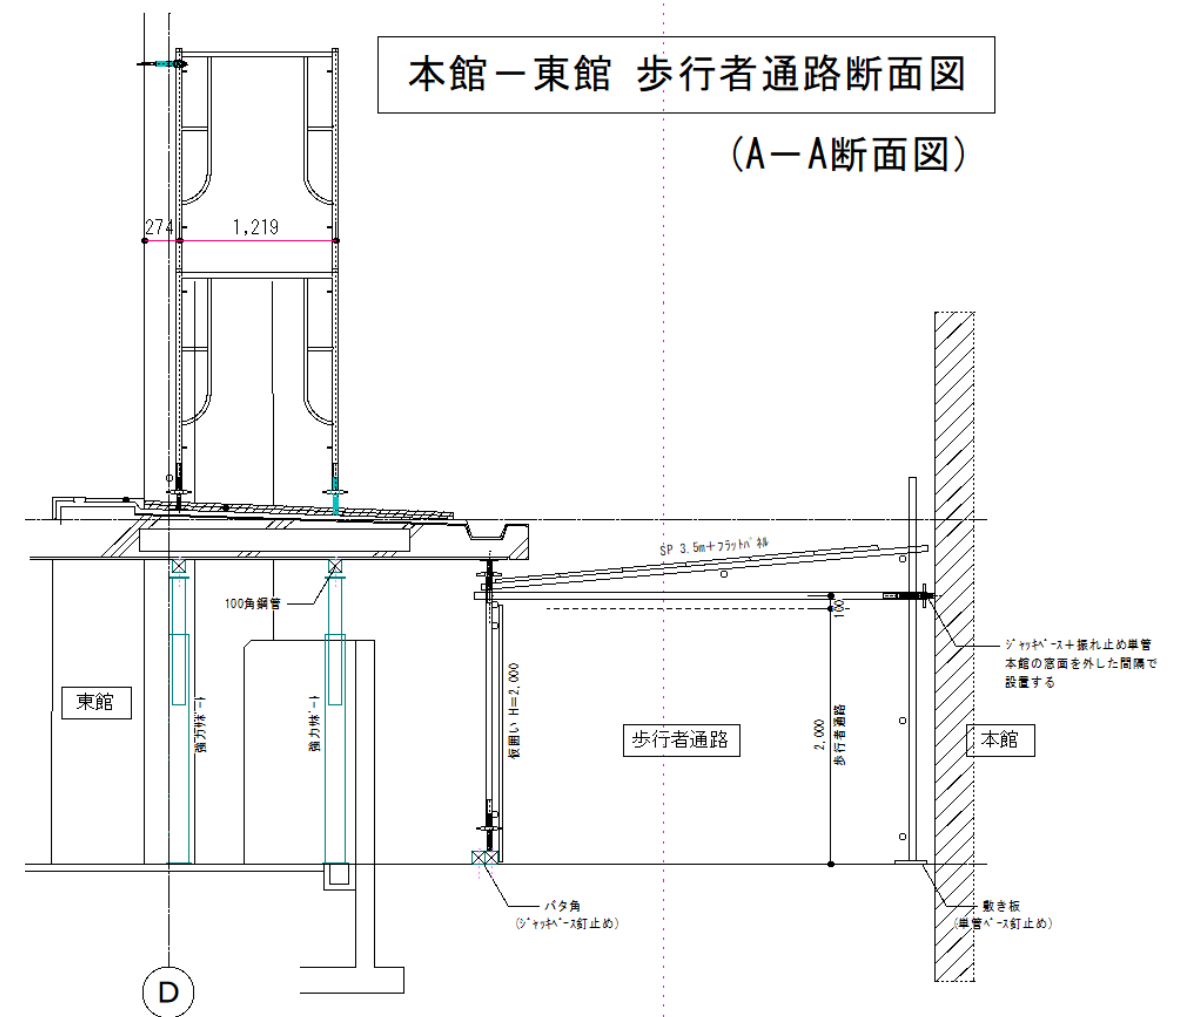 本館－東館 歩行者通路断面図
(A－A断面図)
274
1,219
SP 3.5m＋フラットパネル
100角鋼管
100
ジャッキベース＋振れ止め単管
本館の窓面を外した間隔で
設置する
東館
強力サポート
強力サポート
仮囲い H＝2,000
歩行者通路
2,000
歩行者通路
本館
バタ角
(ジャッキベース釘止め)
敷き板
(単管ベース釘止め)
D